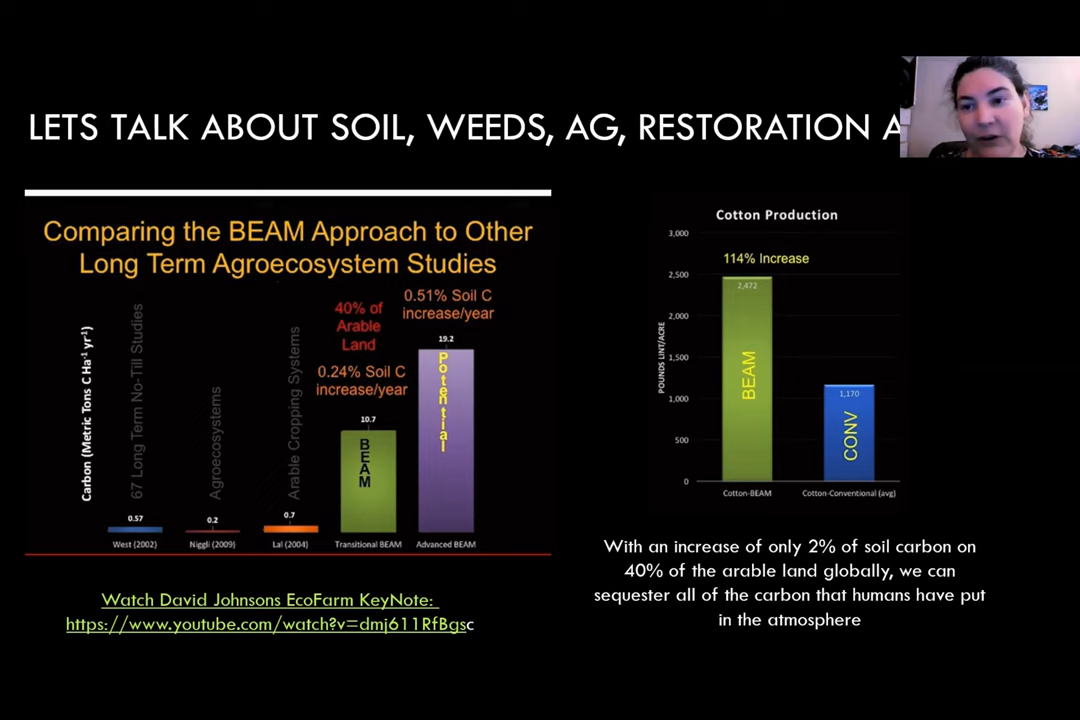 LETS TALK ABOUT SOIL, WEEDS, AG, RESTORATION A
Comparing the BEAM Approach to Other
Long Term Agroecosystem Studies
Carbon (Metric Tons C Ha⁻¹ yr⁻¹)
67 Long Term No-Till Studies
Agroecosystems
Arable Cropping Systems
40% of
Arable
Land
0.24% Soil C
increase/year
0.51% Soil C
increase/year
0.57
0.2
0.7
10.7
19.2
BEAM
Potential
West (2002)
Niggli (2009)
Lal (2004)
Transitional BEAM
Advanced BEAM
Watch David Johnsons EcoFarm KeyNote:
https://www.youtube.com/watch?v=dmj611RfBgsc
Cotton Production
POUNDS LINT/ACRE
3,000
2,500
2,000
1,500
1,000
500
0
114% Increase
2,472
BEAM
1,170
CONV
Cotton-BEAM
Cotton-Conventional (avg)
With an increase of only 2% of soil carbon on
40% of the arable land globally, we can
sequester all of the carbon that humans have put
in the atmosphere